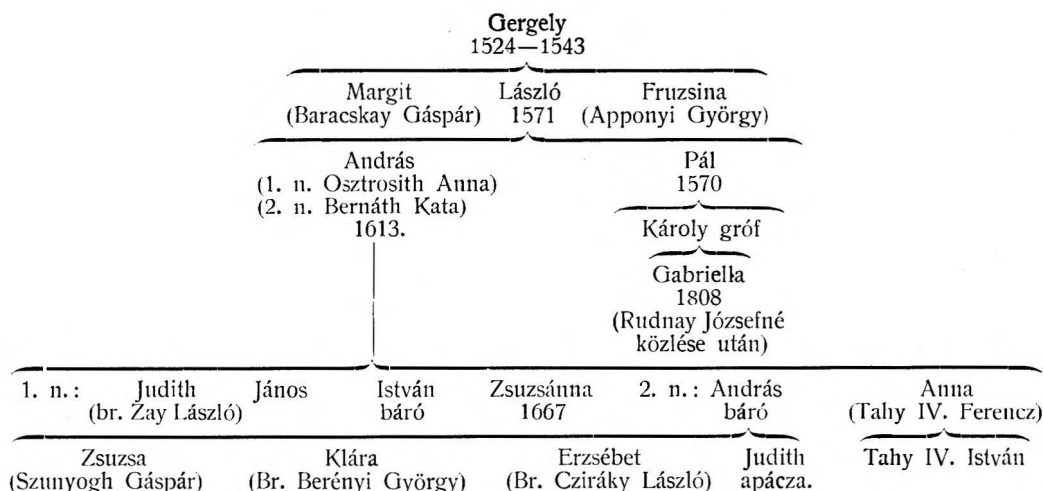 Gergely
1524—1543
Margit László Fruzsina
(Baracskay Gáspár) 1571 (Apponyi György)
András Pál
(1. n. Osztrosith Anna) 1570
(2. n. Bernáth Kata)
1613. Károly gróf
Gabriella
1808
(Rudnay Józsefné
közlése után)
1. n.: Judith János István Zsuzsánna 2. n.: András Anna
(br. Zay László) báró 1667 báró (Tahy IV. Ferencz)
Zsuzsa Klára Erzsébet Judith Tahy IV. István
(Szunyogh Gáspár) (Br. Berényi György) (Br. Cziráky László) apácza.